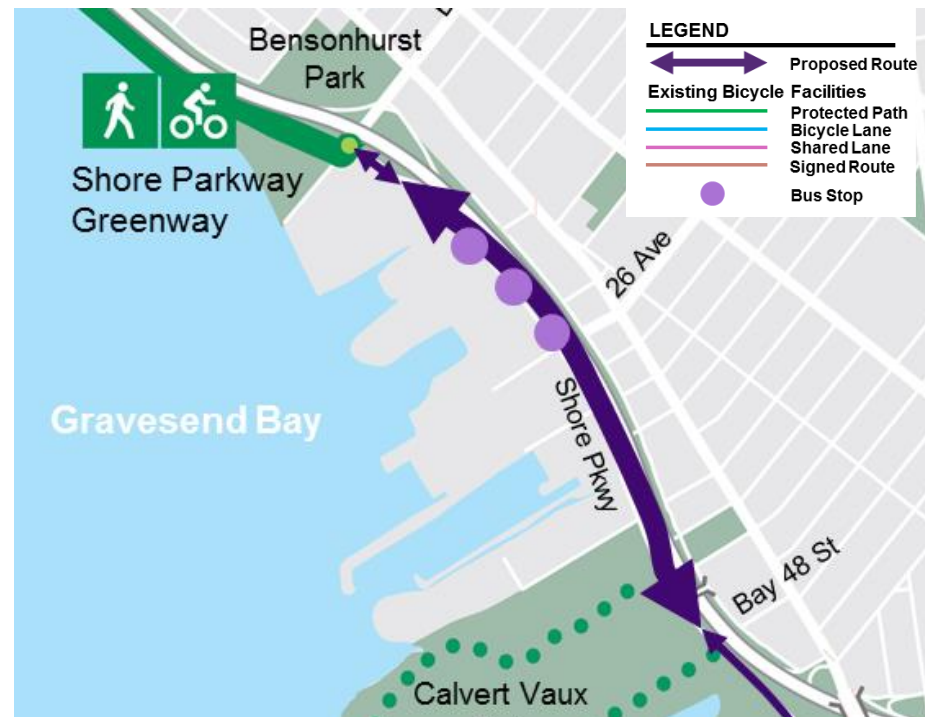 Bensonhurst
Park
LEGEND
Proposed Route
Existing Bicycle Facilities
Protected Path
Bicycle Lane
Shared Lane
Signed Route
Bus Stop
Shore Parkway
Greenway
26 Ave
Gravesend Bay
Shore Pkwy
Bay 48 St
Calvert Vaux